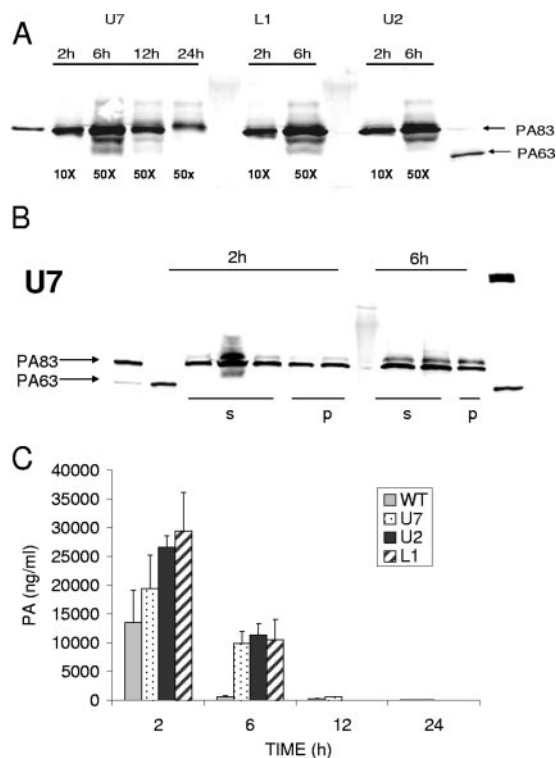 A
U7 L1 U2
2h 6h 12h 24h 2h 6h 2h 6h
PA83
PA63
10X 50X 50X 50x 10X 50X 10X 50X
B
2h 6h
U7
PA83
PA63
s p s p
C
40000
35000
30000
25000
20000
15000
10000
5000
0
PA (ng/ml)
WT
U7
U2
L1
2 6 12 24
TIME (h)